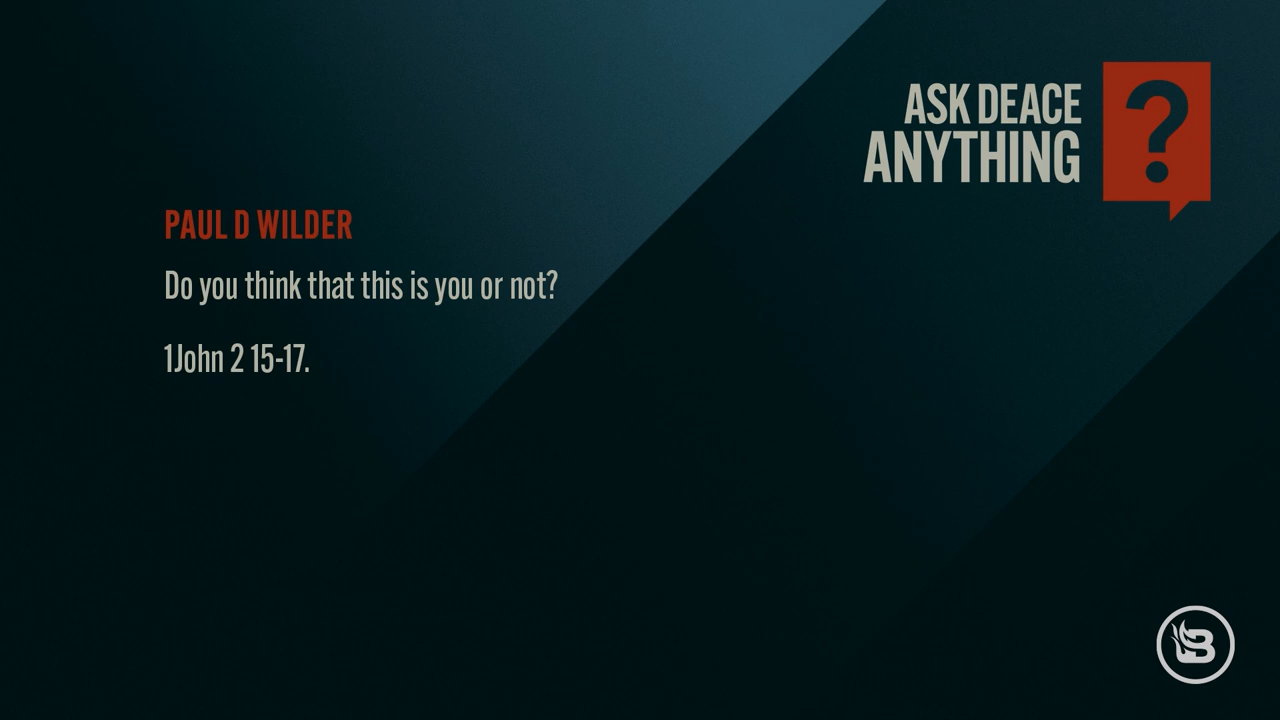 ASK DEACE
ANYTHING
?
PAUL D WILDER
Do you think that this is you or not?
1John 2 15-17.
B